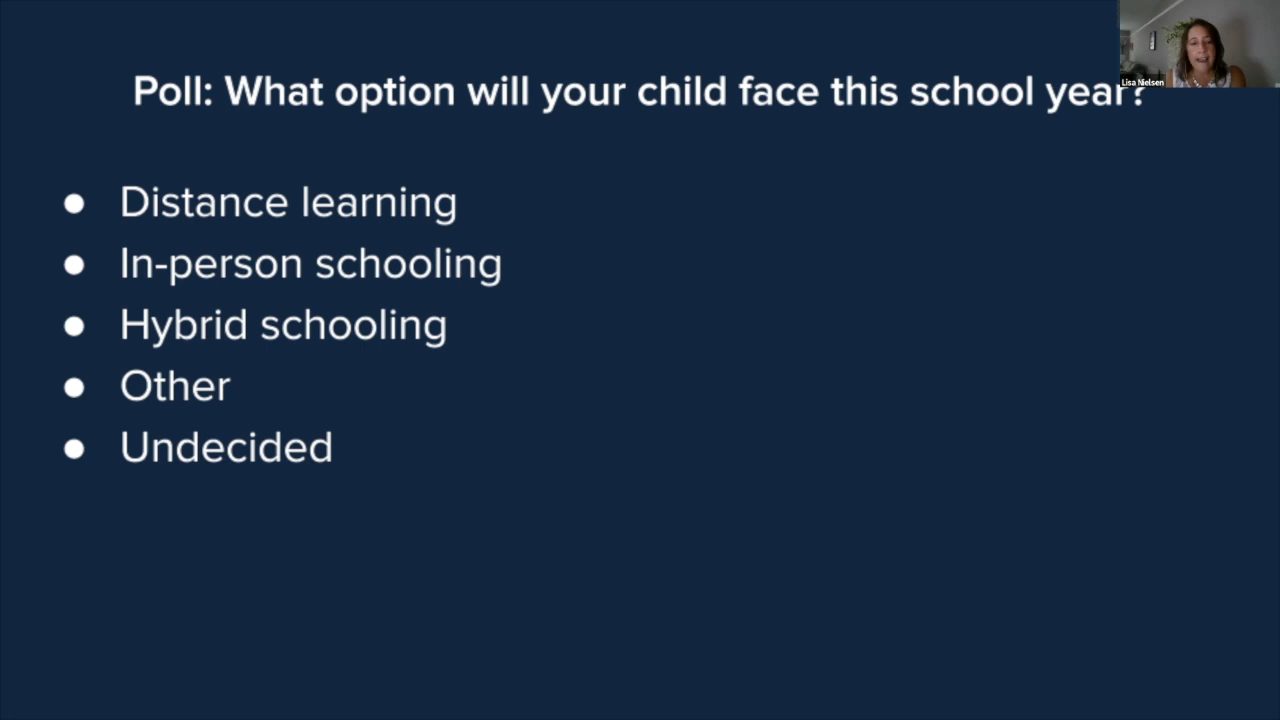 Poll: What option will your child face this school year?
Lisa Nielsen
● Distance learning
● In-person schooling
● Hybrid schooling
● Other
● Undecided